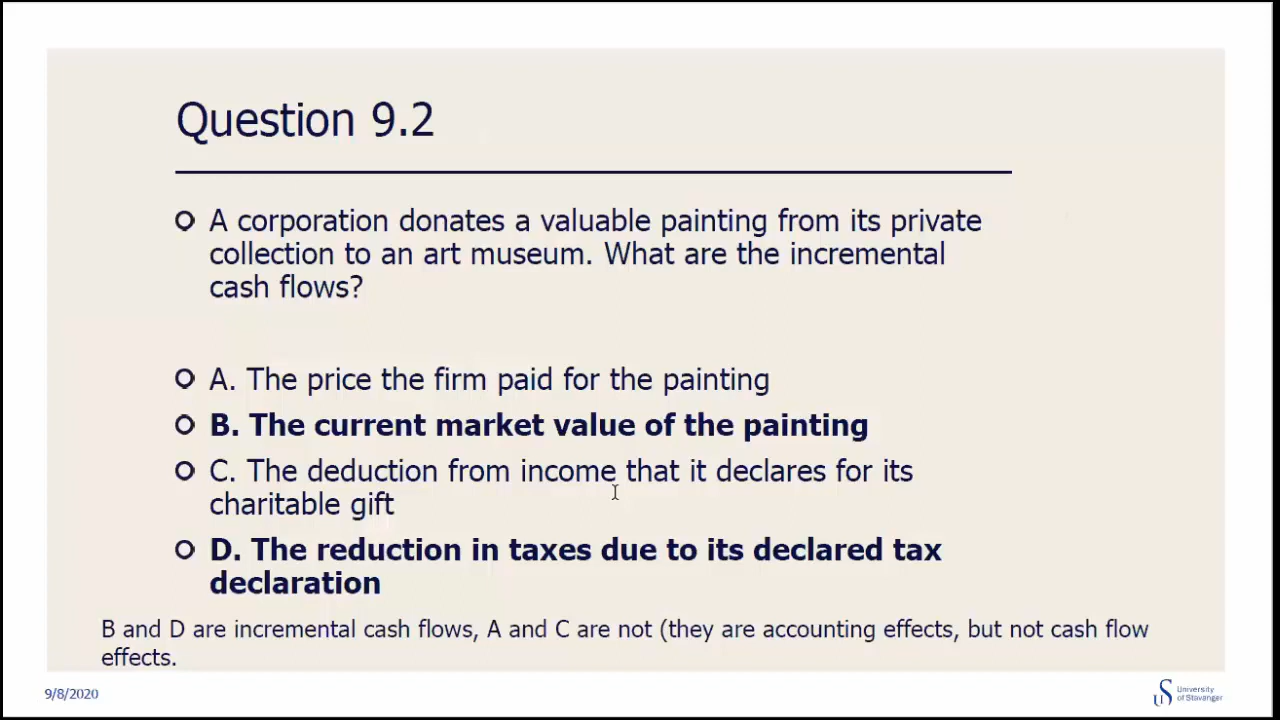 Question 9.2
A corporation donates a valuable painting from its private
collection to an art museum. What are the incremental
cash flows?
A. The price the firm paid for the painting
B. The current market value of the painting
C. The deduction from income that it declares for its
charitable gift
D. The reduction in taxes due to its declared tax
declaration
B and D are incremental cash flows, A and C are not (they are accounting effects, but not cash flow
effects.
9/8/2020
University
of Stavanger